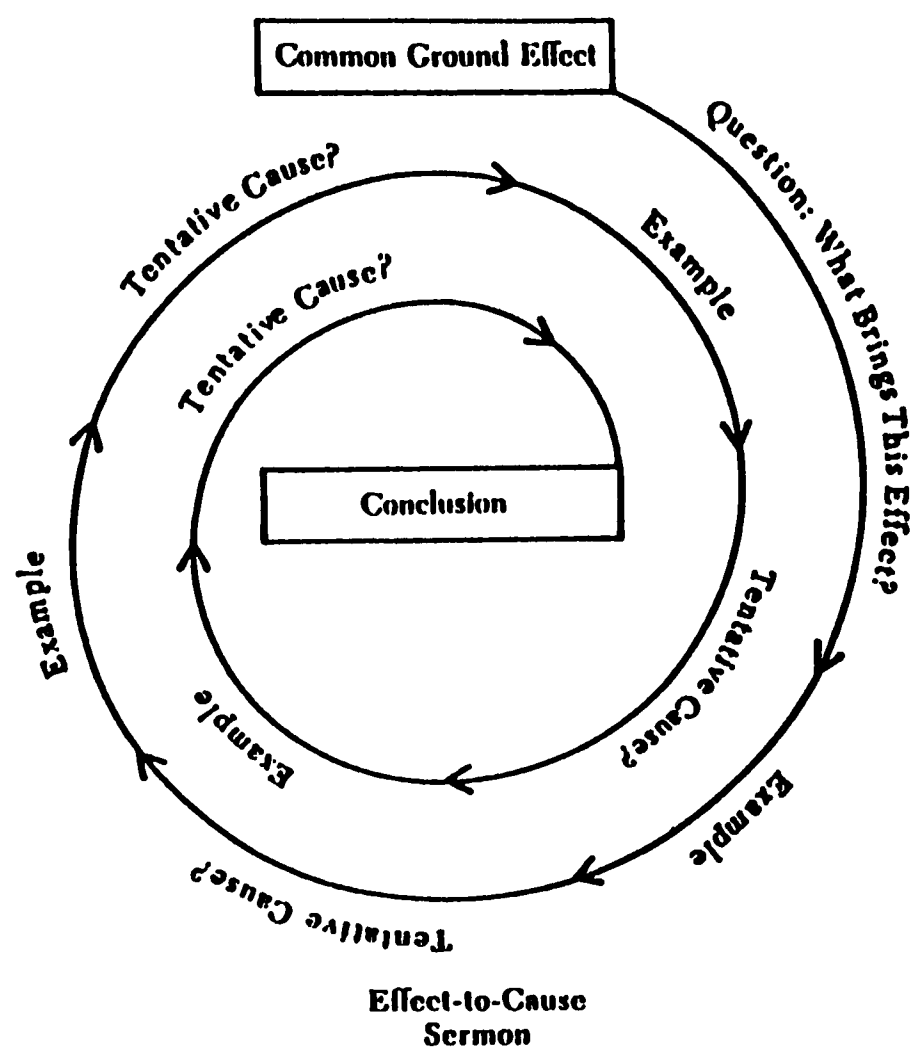 Common Ground Effect
Question: What Brings This Effect?
Example
Tentative Cause?
Example
Tentative Cause?
Example
Tentative Cause?
Example
Tentative Cause?
Conclusion
Effect-to-Cause
Sermon